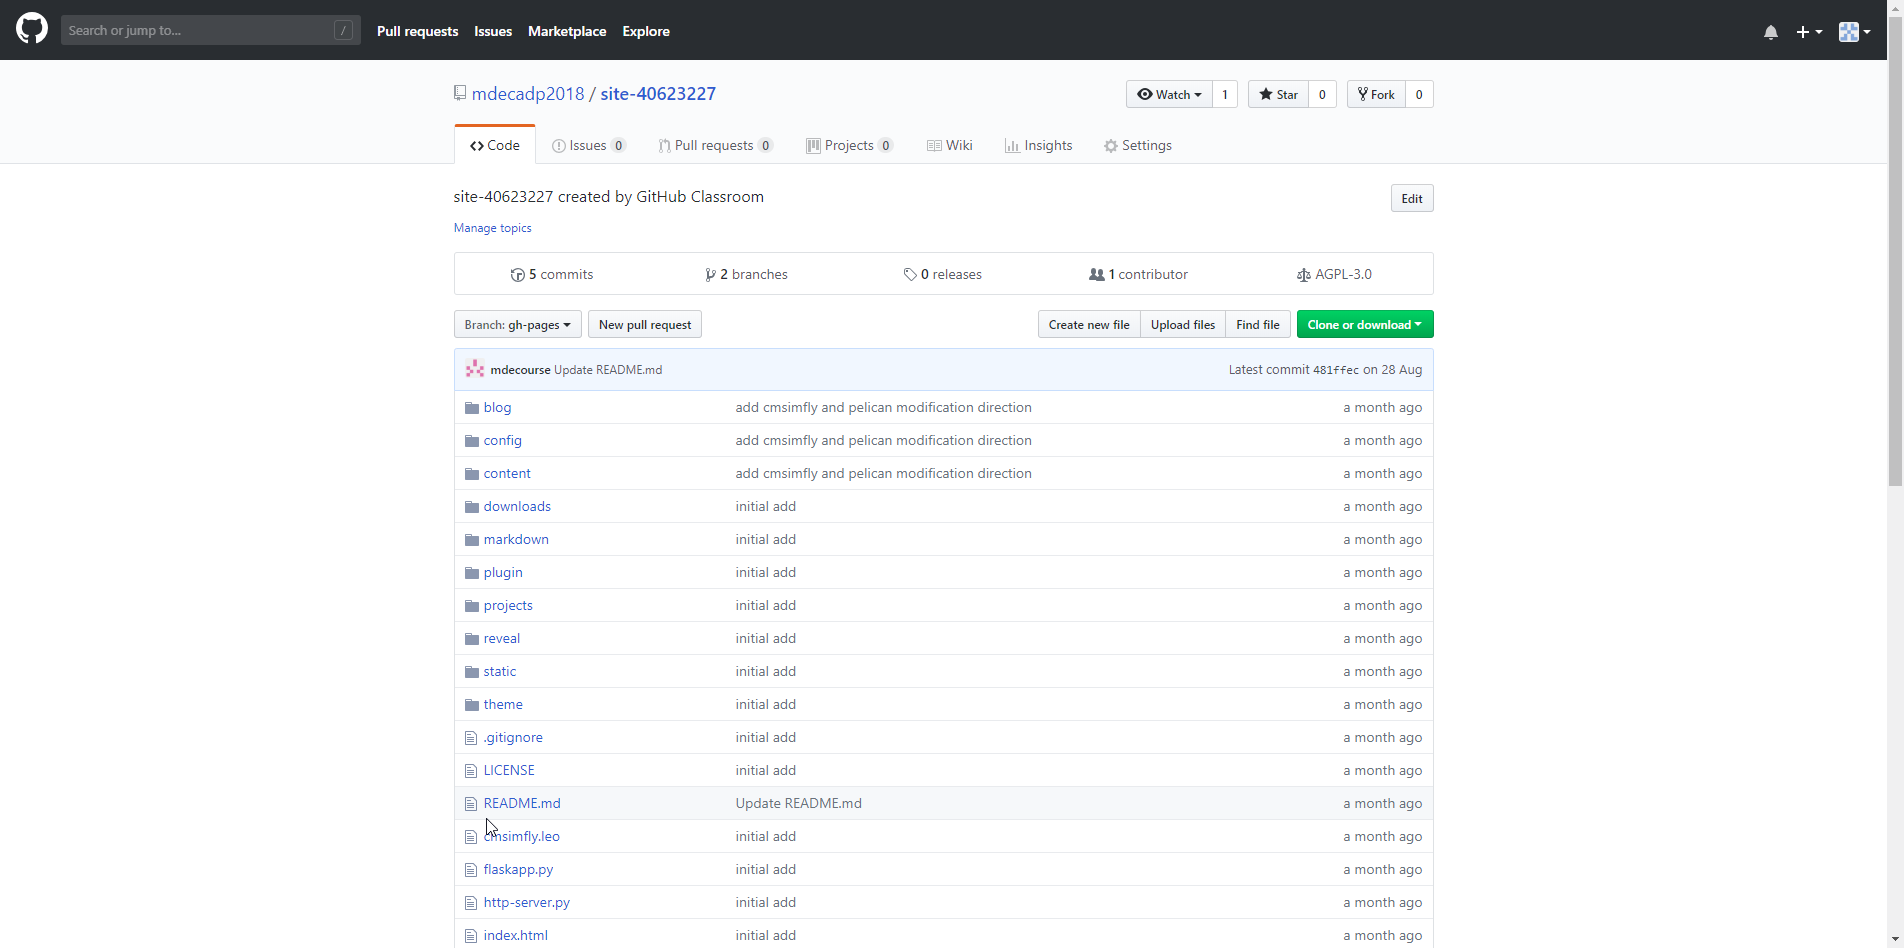 Search or jump to... / Pull requests Issues Marketplace Explore
mdecadp2018 / site-40623227 Watch 1 Star 0 Fork 0
Code Issues 0 Pull requests 0 Projects 0 Wiki Insights Settings
site-40623227 created by GitHub Classroom Edit
Manage topics
5 commits 2 branches 0 releases 1 contributor AGPL-3.0
Branch: gh-pages New pull request Create new file Upload files Find file Clone or download
mdecourse Update README.md Latest commit 481ffec on 28 Aug
blog add cmsimfly and pelican modification direction a month ago
config add cmsimfly and pelican modification direction a month ago
content add cmsimfly and pelican modification direction a month ago
downloads initial add a month ago
markdown initial add a month ago
plugin initial add a month ago
projects initial add a month ago
reveal initial add a month ago
static initial add a month ago
theme initial add a month ago
.gitignore initial add a month ago
LICENSE initial add a month ago
README.md Update README.md a month ago
cmsimfly.leo initial add a month ago
flaskapp.py initial add a month ago
http-server.py initial add a month ago
index.html initial add a month ago